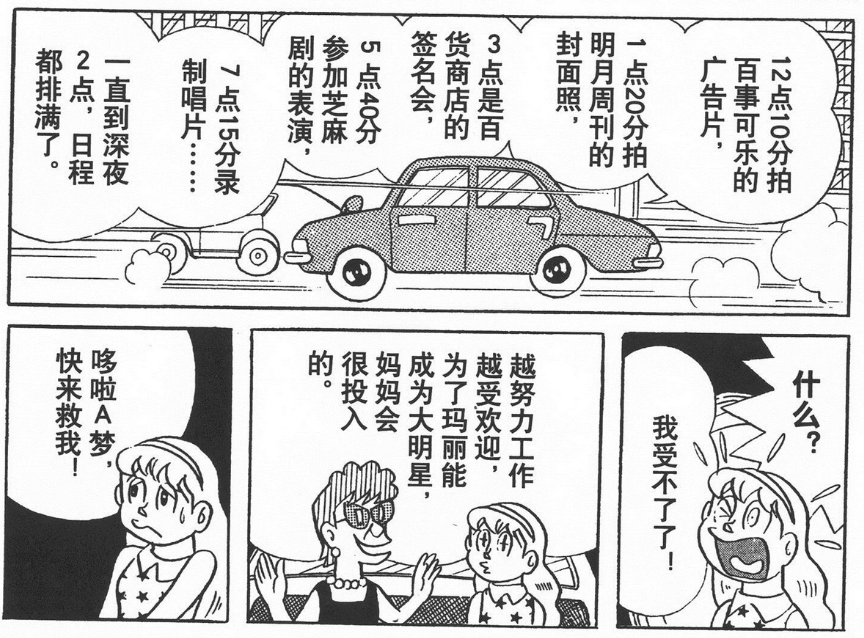 12点10分拍
百事可乐的
广告片，
1点20分拍
明月周刊的
封面照，
3点是百
货商店的
签名会，
5点40分
参加芝麻
剧的表演，
7点15分录
制唱片……
一直到深夜
2点，日程
都排满了。
什么？
我受不了了！
越努力工作
越受欢迎，
为了玛丽能
成为大明星，
妈妈会
很投入
的。
哆啦A梦，
快来救我！